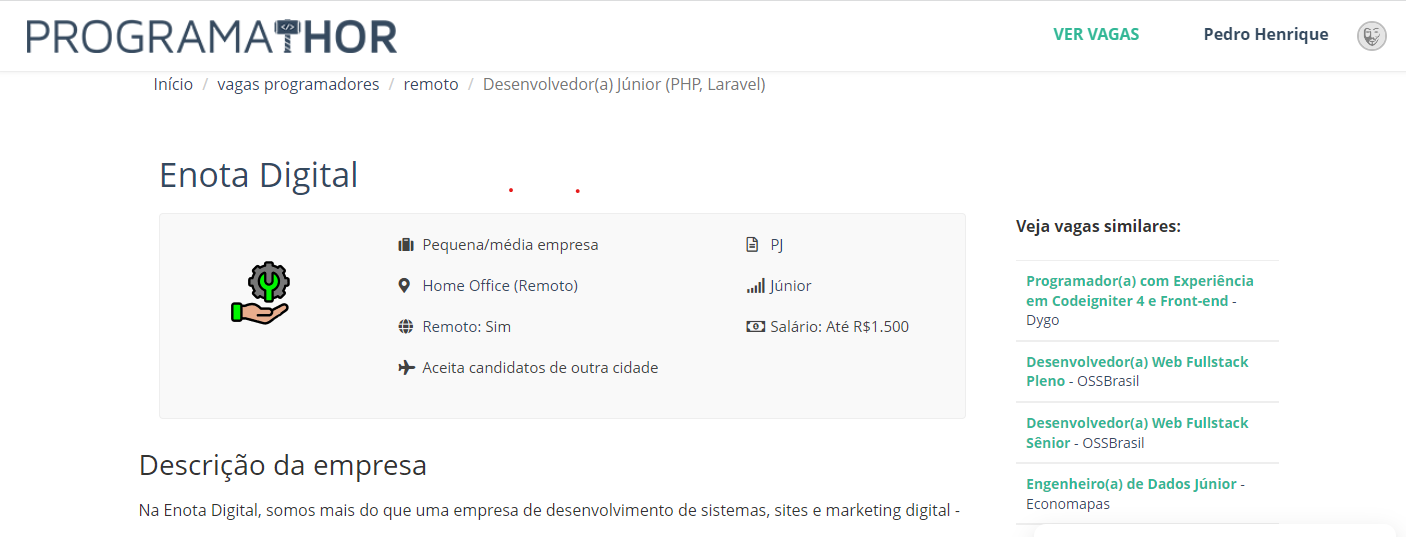 PROGRAMATHOR
VER VAGAS
Pedro Henrique
Início / vagas programadores / remoto / Desenvolvedor(a) Júnior (PHP, Laravel)
Enota Digital
Pequena/média empresa
PJ
Home Office (Remoto)
Júnior
Remoto: Sim
Salário: Até R$1.500
Aceita candidatos de outra cidade
Descrição da empresa
Na Enota Digital, somos mais do que uma empresa de desenvolvimento de sistemas, sites e marketing digital -
Veja vagas similares:
Programador(a) com Experiência
em Codeigniter 4 e Front-end -
Dygo
Desenvolvedor(a) Web Fullstack
Pleno - OSSBrasil
Desenvolvedor(a) Web Fullstack
Sênior - OSSBrasil
Engenheiro(a) de Dados Júnior -
Economapas